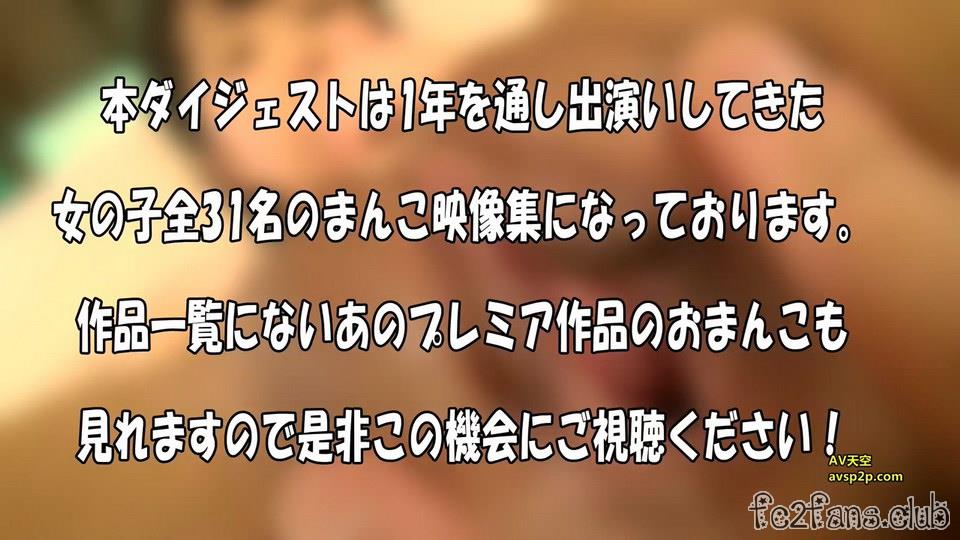 本ダイジェストは1年を通し出演いしてきた
女の子全31名のまんこ映像集になっております。
作品一覧にないあのプレミア作品のおまんこも
見れますので是非この機会にご視聴ください！
AV天空
avsp2p.com
fc2fans.club